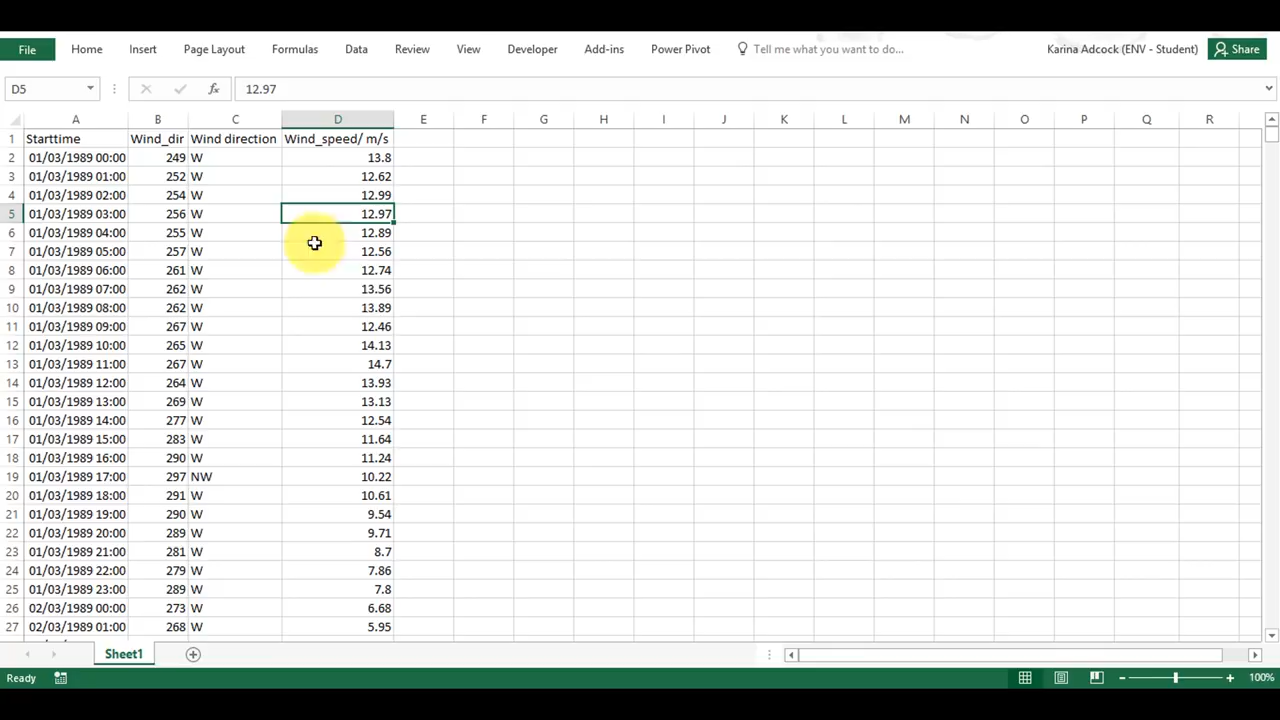 File Home Insert Page Layout Formulas Data Review View Developer Add-ins Power Pivot Tell me what you want to do... Karina Adcock (ENV - Student) Share
D5 fx 12.97
A B C D E F G H I J K L M N O P Q R
1 Starttime Wind_dir Wind direction Wind_speed/ m/s
2 01/03/1989 00:00 249 W 13.8
3 01/03/1989 01:00 252 W 12.62
4 01/03/1989 02:00 254 W 12.99
5 01/03/1989 03:00 256 W 12.97
6 01/03/1989 04:00 255 W 12.89
7 01/03/1989 05:00 257 W 12.56
8 01/03/1989 06:00 261 W 12.74
9 01/03/1989 07:00 262 W 13.56
10 01/03/1989 08:00 262 W 13.89
11 01/03/1989 09:00 267 W 12.46
12 01/03/1989 10:00 265 W 14.13
13 01/03/1989 11:00 267 W 14.7
14 01/03/1989 12:00 264 W 13.93
15 01/03/1989 13:00 269 W 13.13
16 01/03/1989 14:00 277 W 12.54
17 01/03/1989 15:00 283 W 11.64
18 01/03/1989 16:00 290 W 11.24
19 01/03/1989 17:00 297 NW 10.22
20 01/03/1989 18:00 291 W 10.61
21 01/03/1989 19:00 290 W 9.54
22 01/03/1989 20:00 289 W 9.71
23 01/03/1989 21:00 281 W 8.7
24 01/03/1989 22:00 279 W 7.86
25 01/03/1989 23:00 289 W 7.8
26 02/03/1989 00:00 273 W 6.68
27 02/03/1989 01:00 268 W 5.95
Sheet1
Ready 100%